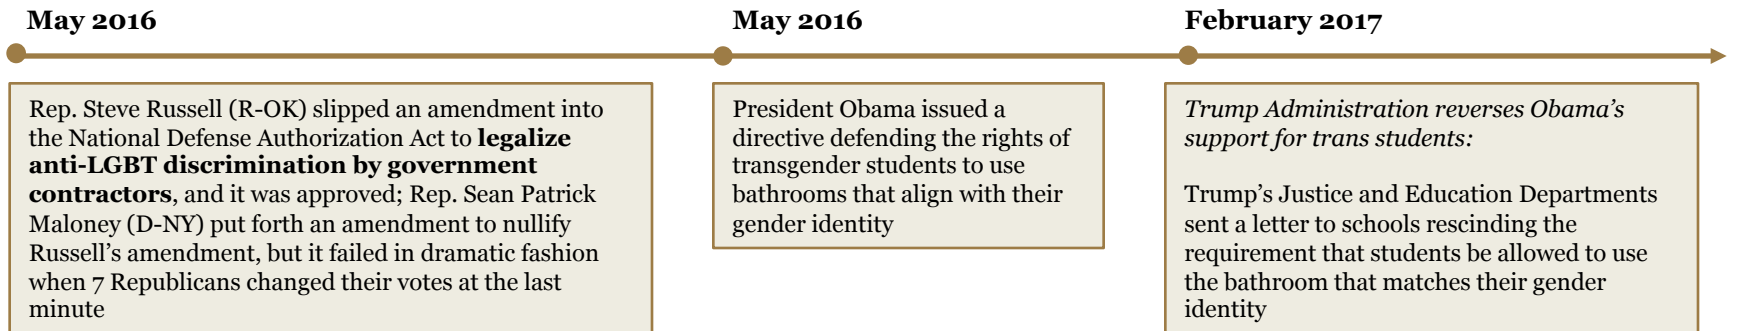 May 2016
May 2016
February 2017
Rep. Steve Russell (R-OK) slipped an amendment into
the National Defense Authorization Act to legalize
anti-LGBT discrimination by government
contractors, and it was approved; Rep. Sean Patrick
Maloney (D-NY) put forth an amendment to nullify
Russell’s amendment, but it failed in dramatic fashion
when 7 Republicans changed their votes at the last
minute
President Obama issued a
directive defending the rights of
transgender students to use
bathrooms that align with their
gender identity
Trump Administration reverses Obama’s
support for trans students:
Trump’s Justice and Education Departments
sent a letter to schools rescinding the
requirement that students be allowed to use
the bathroom that matches their gender
identity